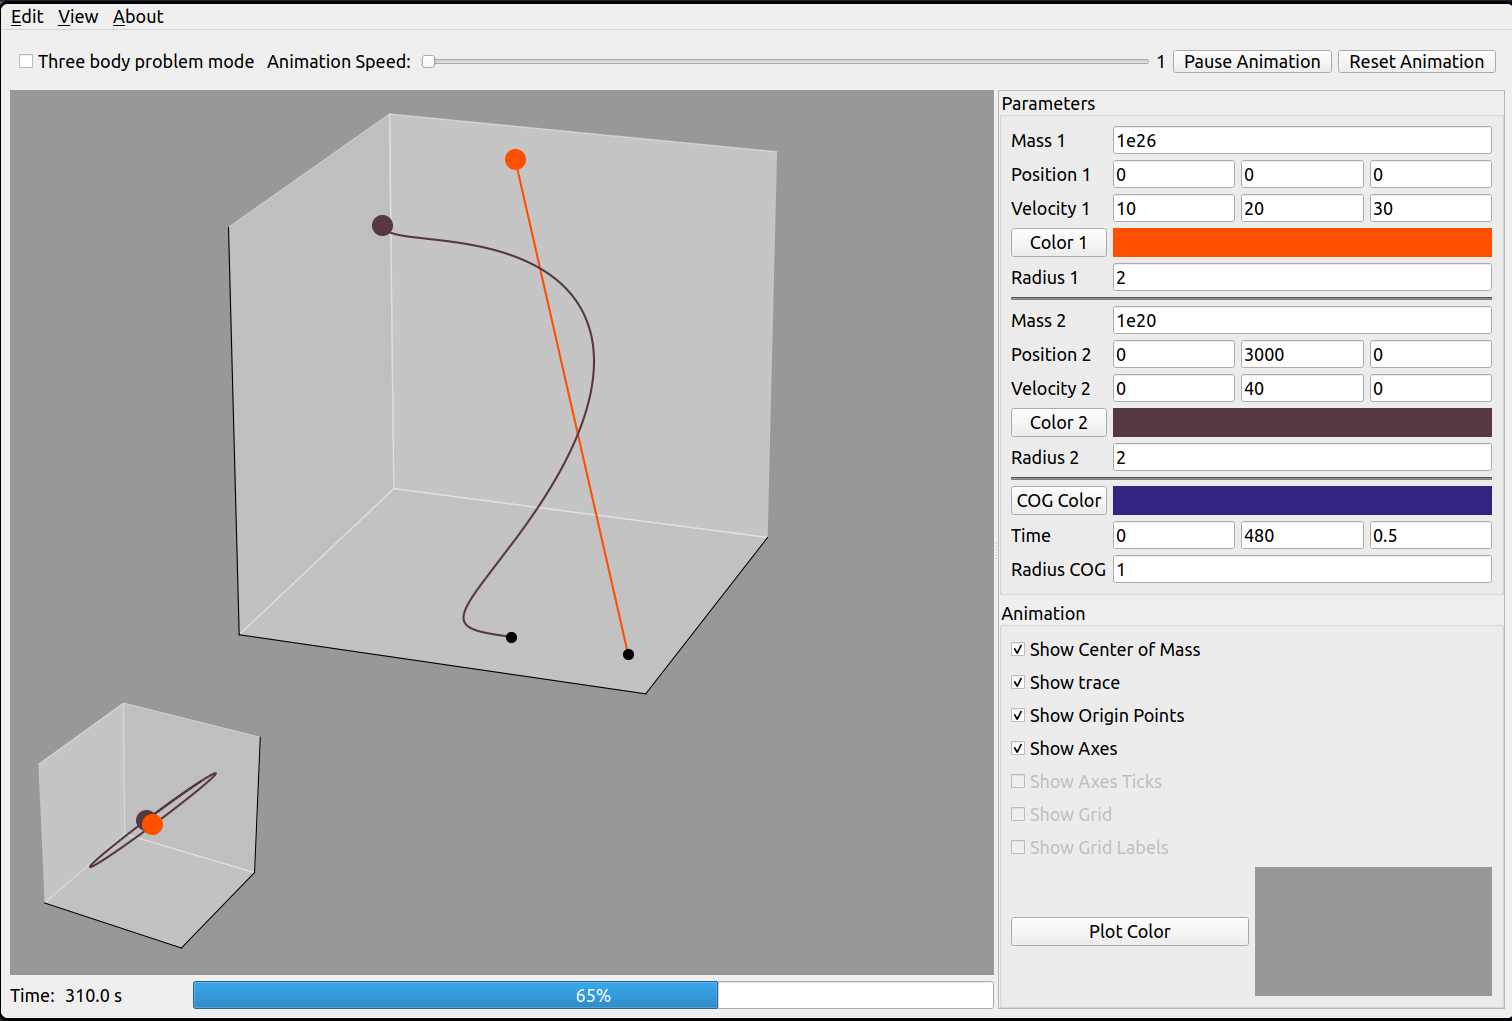 Edit View About
Three body problem mode Animation Speed: 1 Pause Animation Reset Animation
Parameters
Mass 1 1e26
Position 1 0 0 0
Velocity 1 10 20 30
Color 1
Radius 1 2
Mass 2 1e20
Position 2 0 3000 0
Velocity 2 0 40 0
Color 2
Radius 2 2
COG Color
Time 0 480 0.5
Radius COG 1
Animation
Show Center of Mass
Show trace
Show Origin Points
Show Axes
Show Axes Ticks
Show Grid
Show Grid Labels
Plot Color
Time: 310.0 s 65%